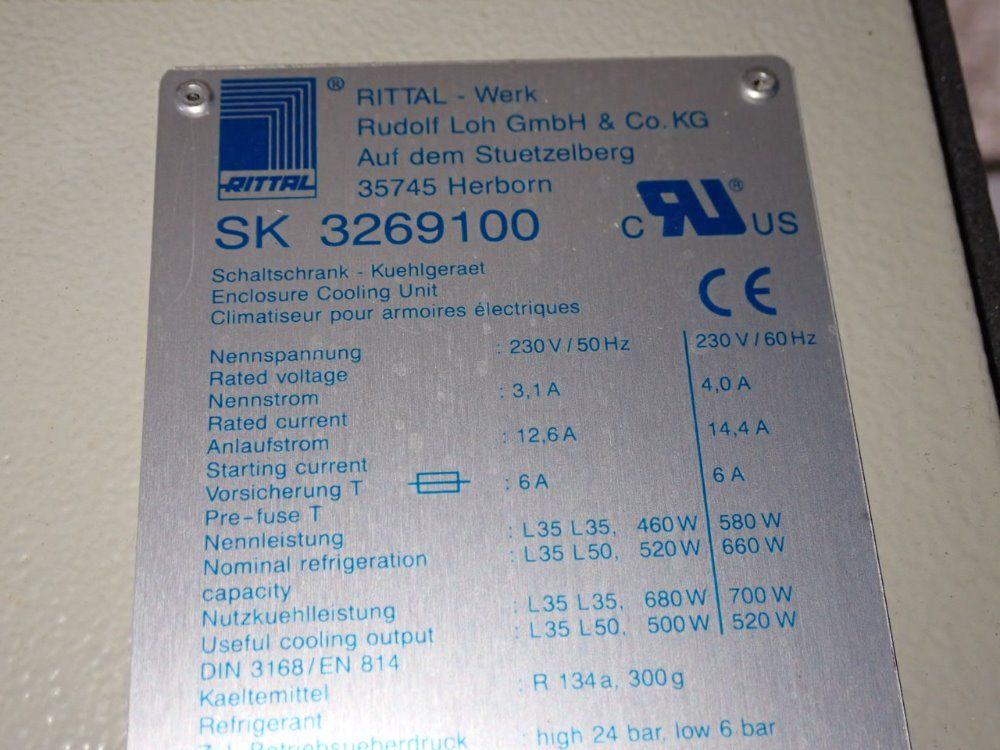 RITTAL
®
RITTAL - Werk
Rudolf Loh GmbH & Co. KG
Auf dem Stuetzelberg
35745 Herborn
SK 3269100
C RU® US
Schaltschrank - Kuehlgeraet
Enclosure Cooling Unit
Climatiseur pour armoires électriques
CE
Nennspannung : 230 V / 50 Hz 230 V / 60 Hz
Rated voltage
Nennstrom : 3,1 A 4,0 A
Rated current
Anlaufstrom : 12,6 A 14,4 A
Starting current
Vorsicherung T : 6 A 6 A
Pre-fuse T
Nennleistung : L35 L35, 460 W 580 W
Nominal refrigeration : L35 L50, 520 W 660 W
capacity
Nutzkuehlleistung : L35 L35, 680 W 700 W
Useful cooling output : L35 L50, 500 W 520 W
DIN 3168/EN 814
Kaeltemittel : R 134a, 300 g
Refrigerant
Z.l. Betriebsueberdruck : high 24 bar, low 6 bar